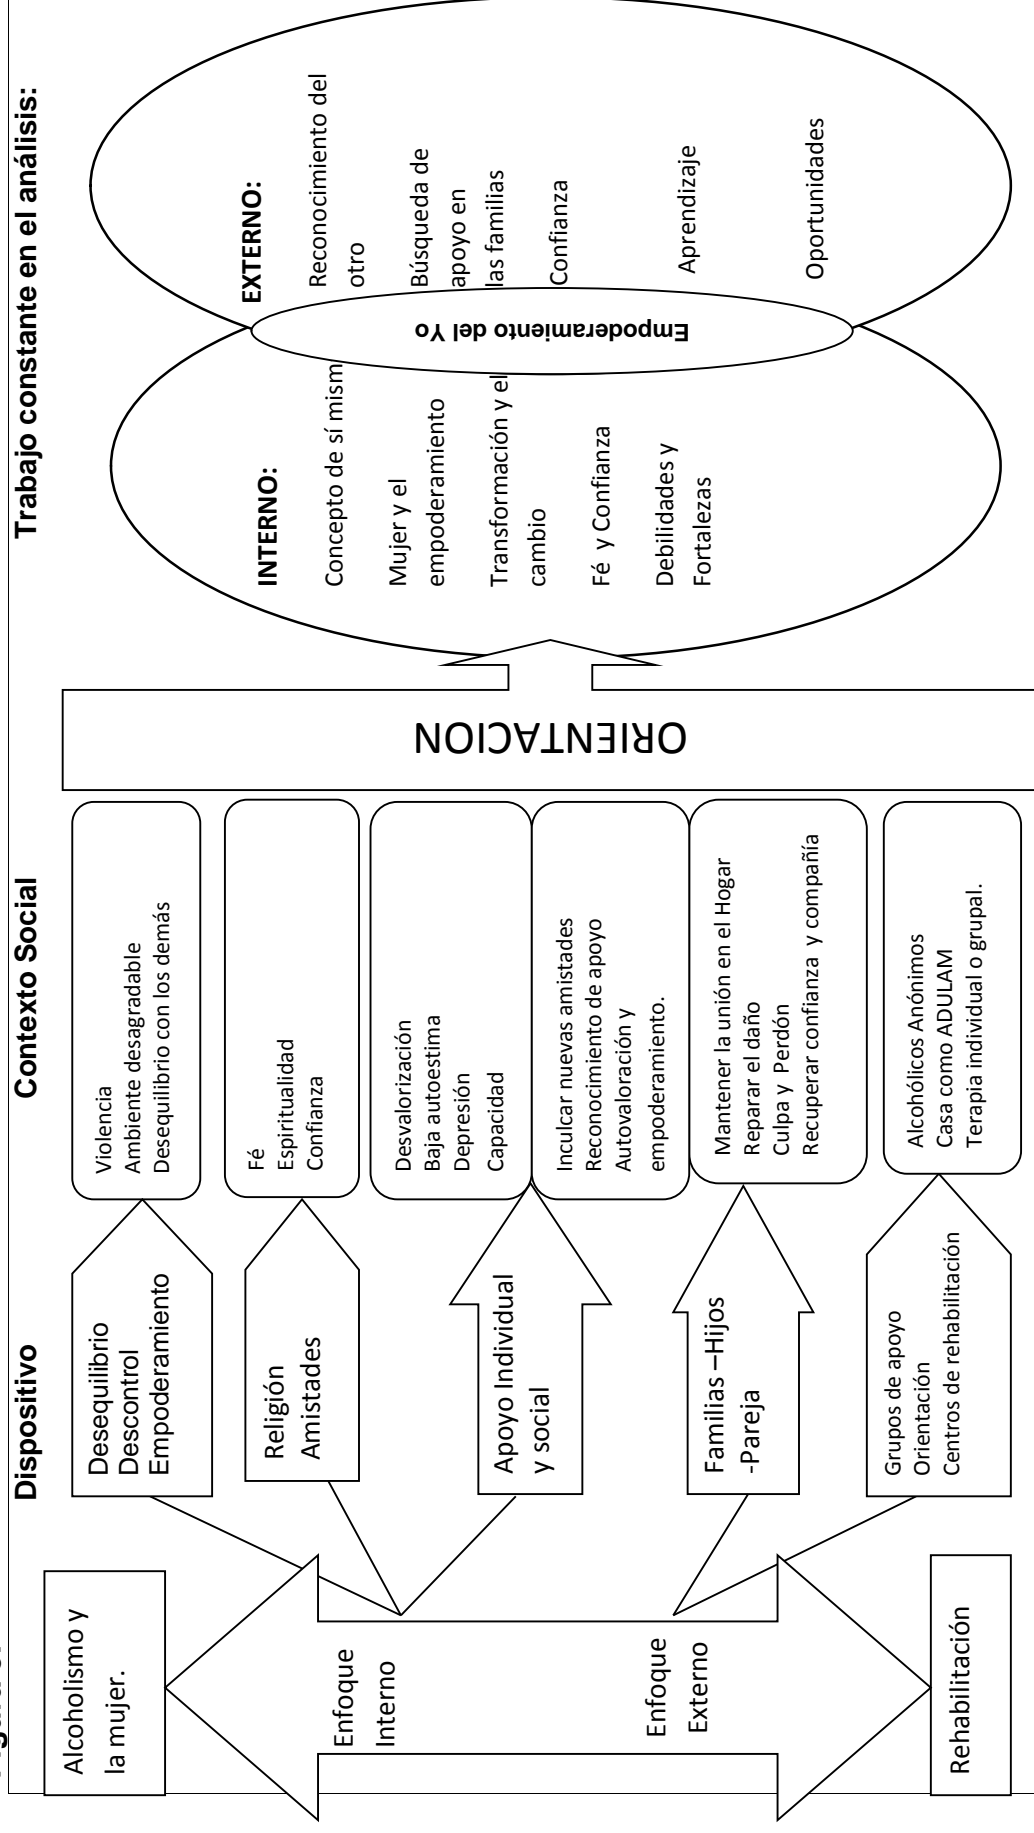 Dispositivo
Contexto Social
Trabajo constante en el análisis:
Alcoholismo y
la mujer.
Enfoque
Interno
Enfoque
Externo
Rehabilitación
Desequilibrio
Descontrol
Empoderamiento
Religión
Amistades
Apoyo Individual
y social
Familias –Hijos
-Pareja
Grupos de apoyo
Orientación
Centros de rehabilitación
Violencia
Ambiente desagradable
Desequilibrio con los demás
Fé
Espiritualidad
Confianza
Desvalorización
Baja autoestima
Depresión
Capacidad
Inculcar nuevas amistades
Reconocimiento de apoyo
Autovaloración y
empoderamiento.
Mantener la unión en el Hogar
Reparar el daño
Culpa y Perdón
Recuperar confianza y compañía
Alcohólicos Anónimos
Casa como ADULAM
Terapia individual o grupal.
ORIENTACION
INTERNO:
Concepto de sí mism
Mujer y el
empoderamiento
Transformación y el
cambio
Fé y Confianza
Debilidades y
Fortalezas
Empoderamiento del Yo
EXTERNO:
Reconocimiento del
otro
Búsqueda de
apoyo en
las familias
Confianza
Aprendizaje
Oportunidades